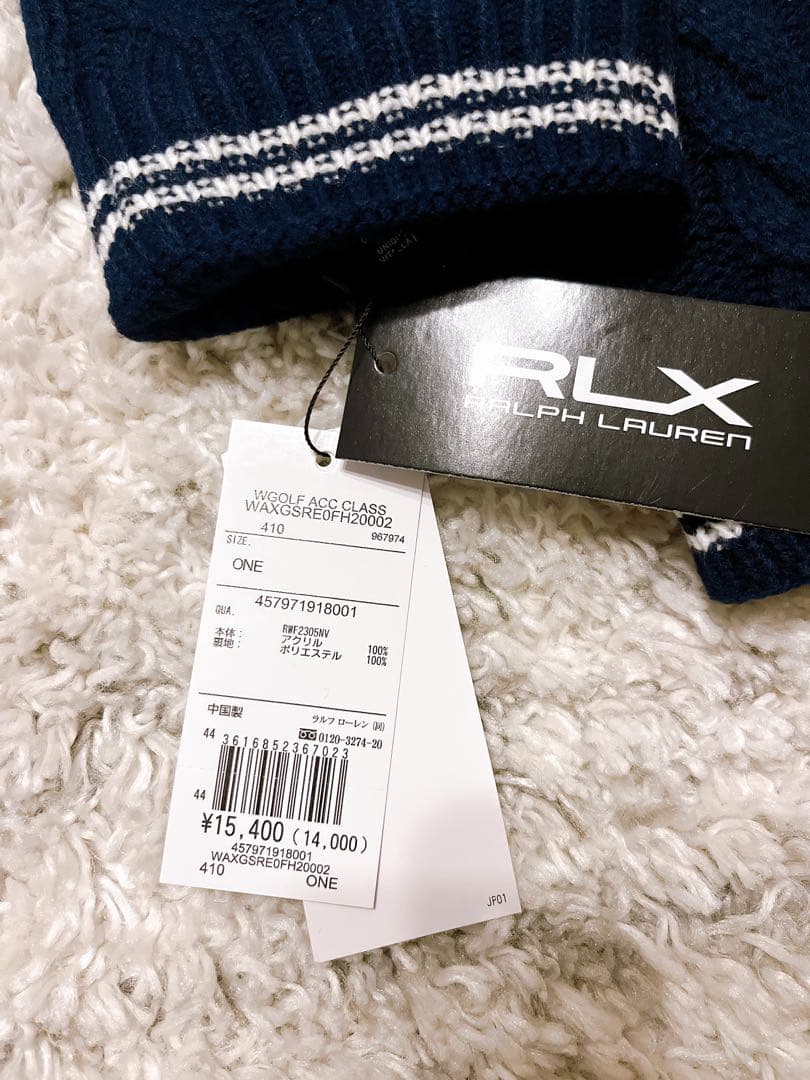 RLX
RALPH LAUREN
WGOLF ACC CLASS
WAXGSRE0FH20002
410
967974
SIZE.
ONE
QUA.
457971918001
RWF2305NV
本体: アクリル 100%
裏地: ポリエステル 100%
中国製
ラルフ ローレン (同)
0120-3274-20
44
3616852367023
44
¥15,400 (14,000)
457971918001
WAXGSRE0FH20002
410 ONE
JP01